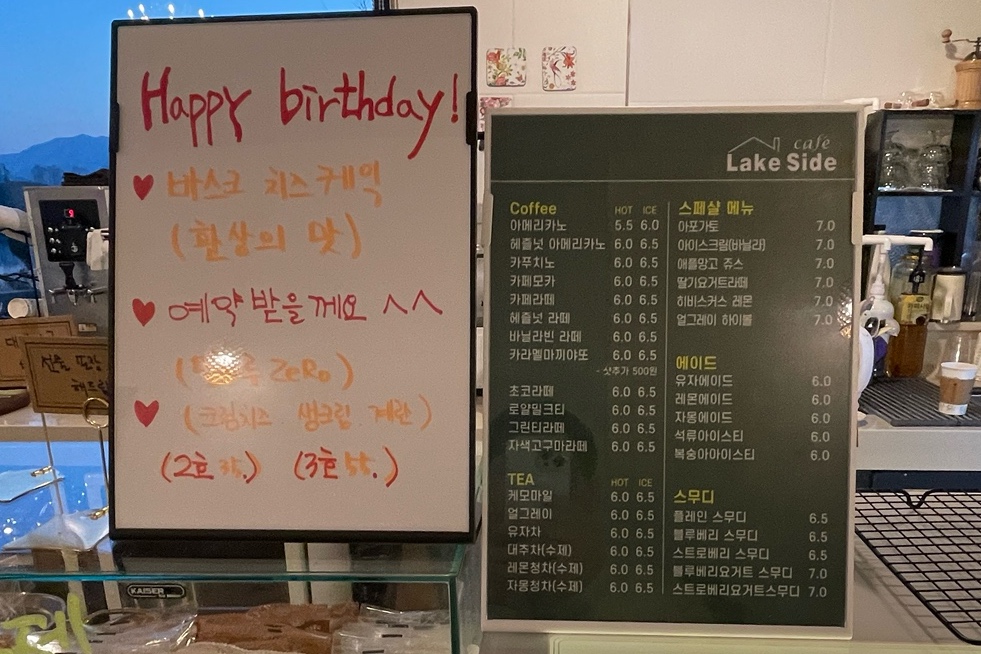 Happy birthday!
♥ 바스크 치즈케익
(환상의 맛)
♥ 예약 받을께요 ^^
루 ZeRo)
♥ (크림치즈 생크림. 계란)
(2호 35.) (3호 55.)
café
Lake Side
Coffee HOT ICE
아메리카노 5.5 6.0
헤즐넛 아메리카노 6.0 6.5
카푸치노 6.0 6.5
카페모카 6.0 6.5
카페라떼 6.0 6.5
헤즐넛 라떼 6.0 6.5
바닐라빈 라떼 6.0 6.5
카라멜마끼야또 6.0 6.5
- 샷추가 500원
초코라떼 6.0 6.5
로얄밀크티 6.0 6.5
그린티라떼 6.0 6.5
자색고구마라떼 6.0 6.5
TEA HOT ICE
케모마일 6.0 6.5
얼그레이 6.0 6.5
유자차 6.0 6.5
대추차(수제) 6.0 6.5
레몬청차(수제) 6.0 6.5
자몽청차(수제) 6.0 6.5
스페샬 메뉴
아포가토 7.0
아이스크림(바닐라) 7.0
애플망고 쥬스 7.0
딸기요거트라떼 7.0
히비스커스 레몬 7.0
얼그레이 하이볼 7.0
에이드
유자에이드 6.0
레몬에이드 6.0
자몽에이드 6.0
석류아이스티 6.0
복숭아아이스티 6.0
스무디
플레인 스무디 6.5
블루베리 스무디 6.5
스트로베리 스무디 6.5
블루베리요거트 스무디 7.0
스트로베리요거트스무디 7.0
KAISER